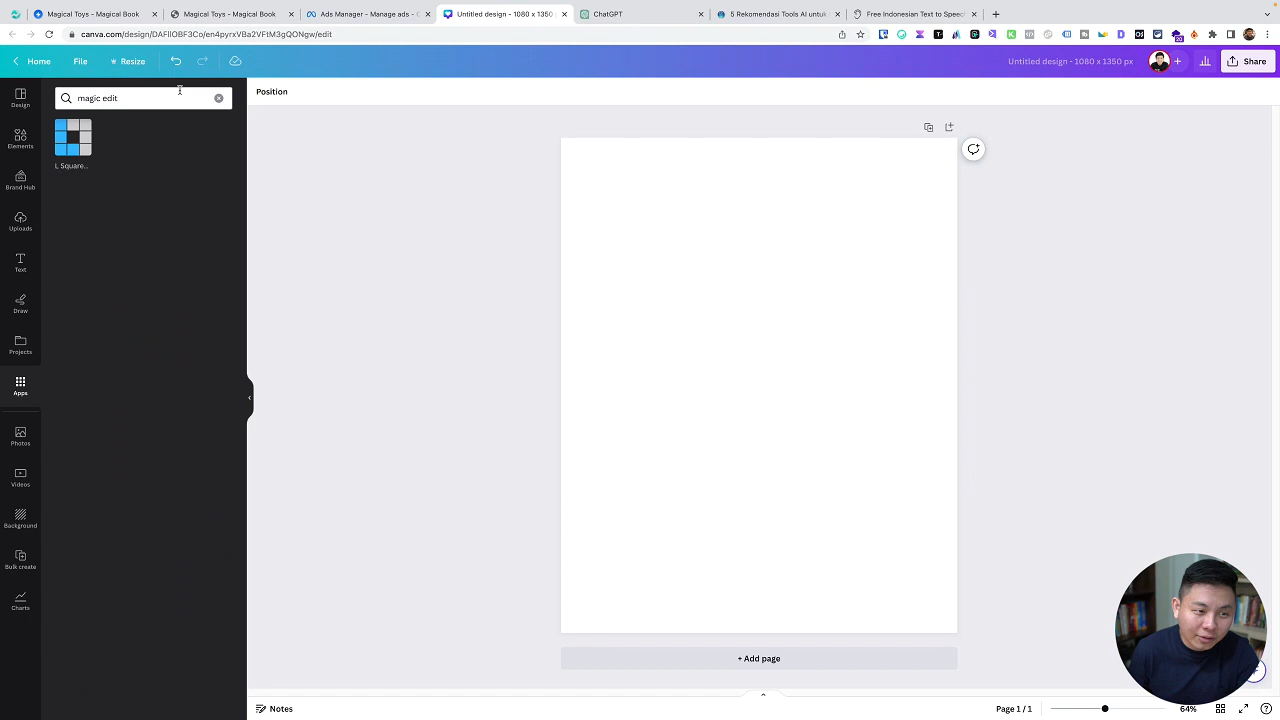 Magical Toys - Magical Book
Magical Toys - Magical Book
Ads Manager - Manage ads - C
Untitled design - 1080 x 1350
ChatGPT
5 Rekomendasi Tools AI untuk
Free Indonesian Text to Speech
canva.com/design/DAFlIOBF3Co/en4pyrxVBa2VFtM3gQONgw/edit
Home
File
Resize
Untitled design - 1080 x 1350 px
Share
Design
Elements
Brand Hub
Uploads
Text
Draw
Projects
Apps
Photos
Videos
Background
Bulk create
Charts
magic edit
L Square...
Position
+ Add page
Notes
Page 1 / 1
64%